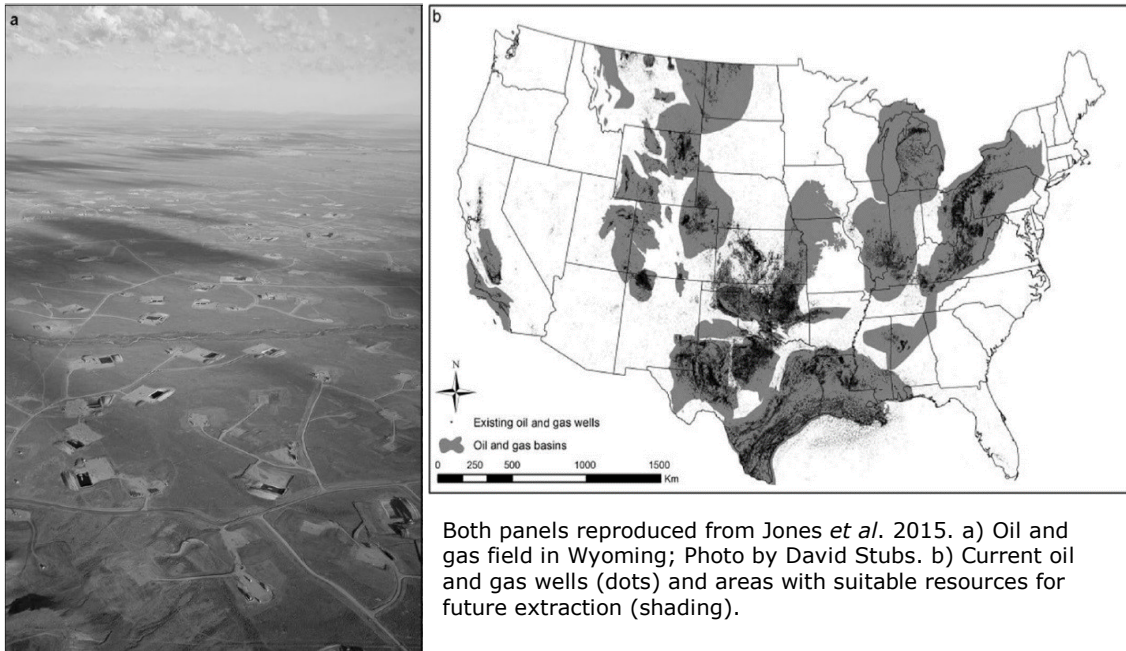 a
b
N
Existing oil and gas wells
Oil and gas basins
0 250 500 1000 1500
Km
Both panels reproduced from Jones et al. 2015. a) Oil and
gas field in Wyoming; Photo by David Stubs. b) Current oil
and gas wells (dots) and areas with suitable resources for
future extraction (shading).